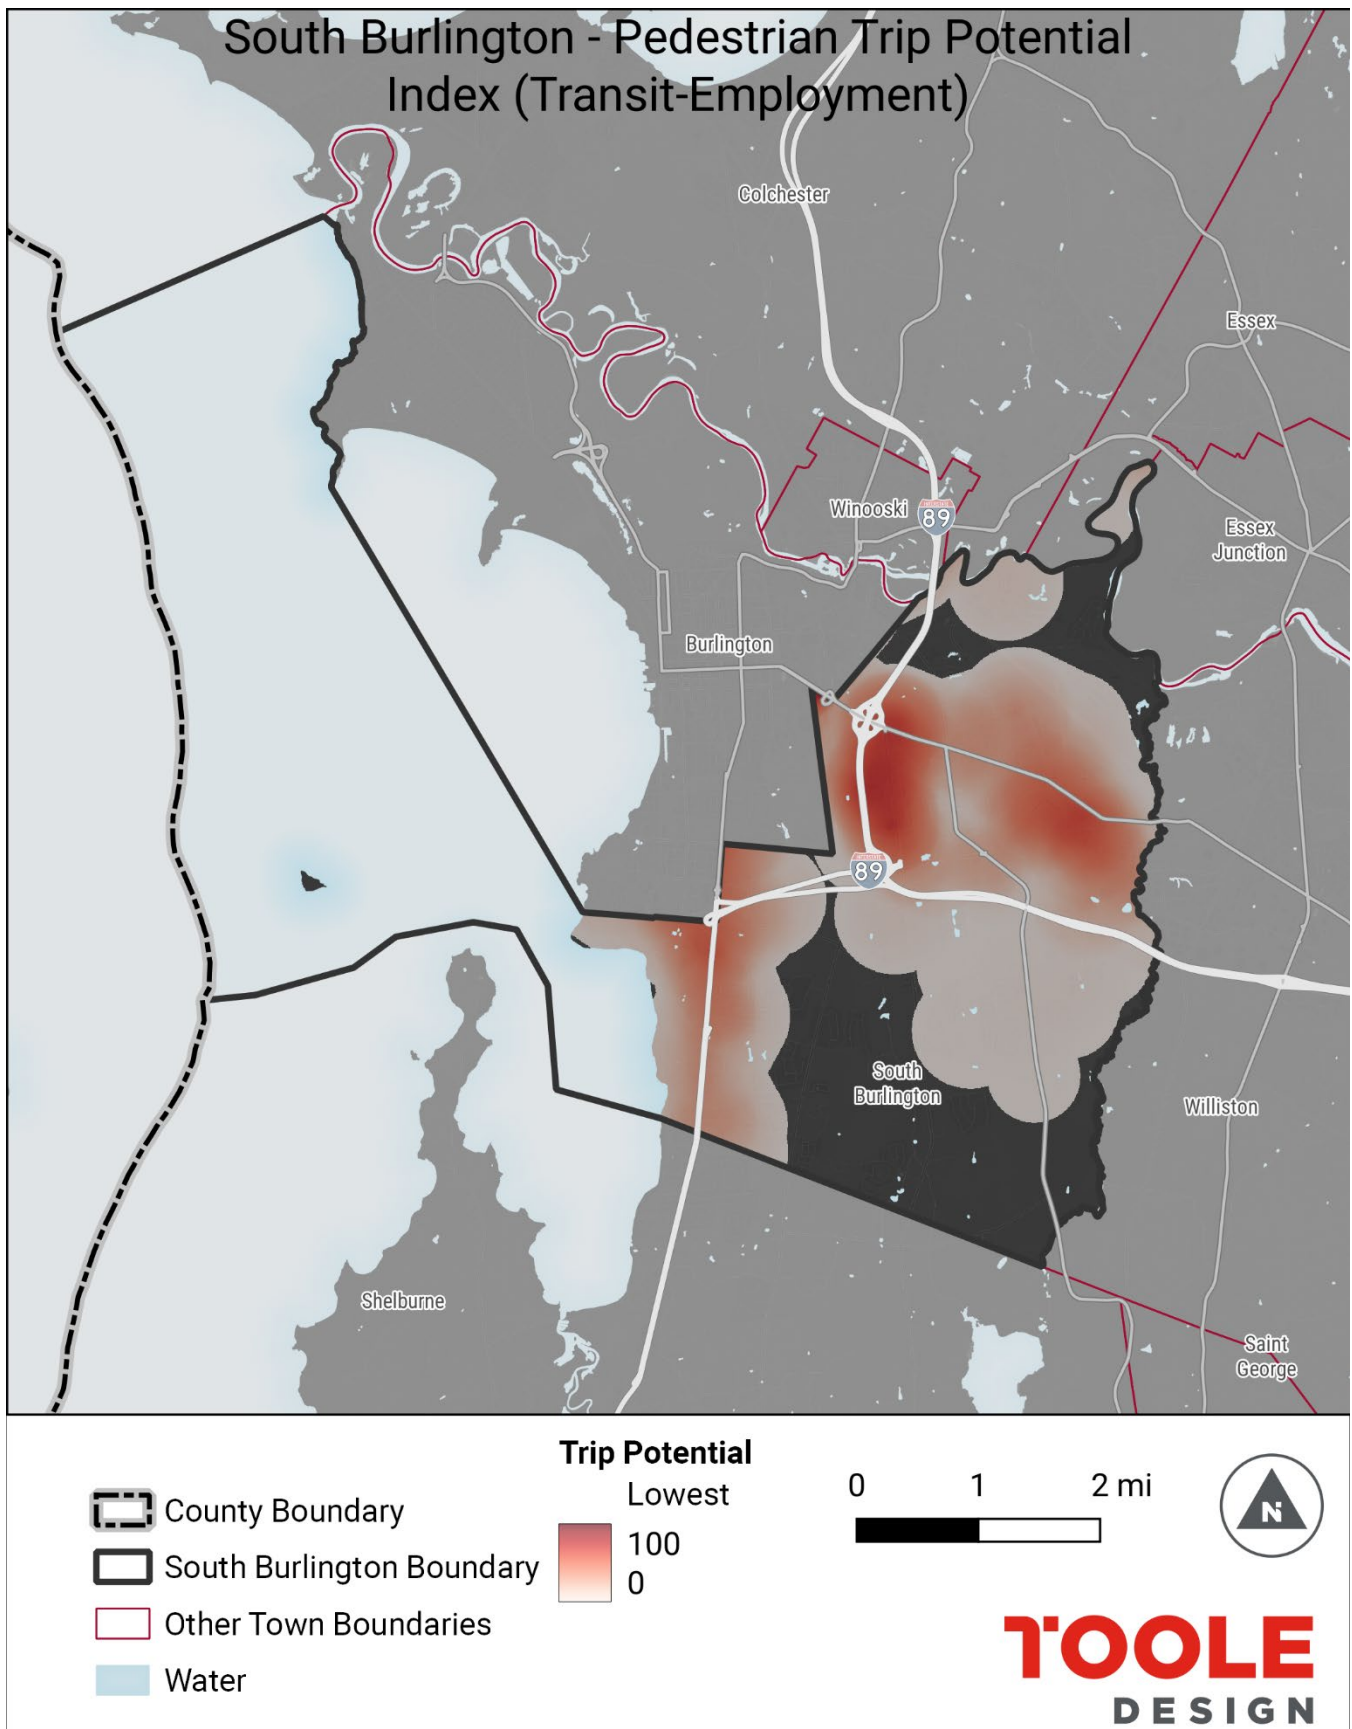 South Burlington - Pedestrian Trip Potential
Index (Transit-Employment)
Colchester
Essex
Winooski
89
Essex
Junction
Burlington
89
South
Burlington
Williston
Shelburne
Saint
George
Trip Potential
Lowest
100
0
County Boundary
South Burlington Boundary
Other Town Boundaries
Water
0 1 2 mi
N
TOOLE
DESIGN